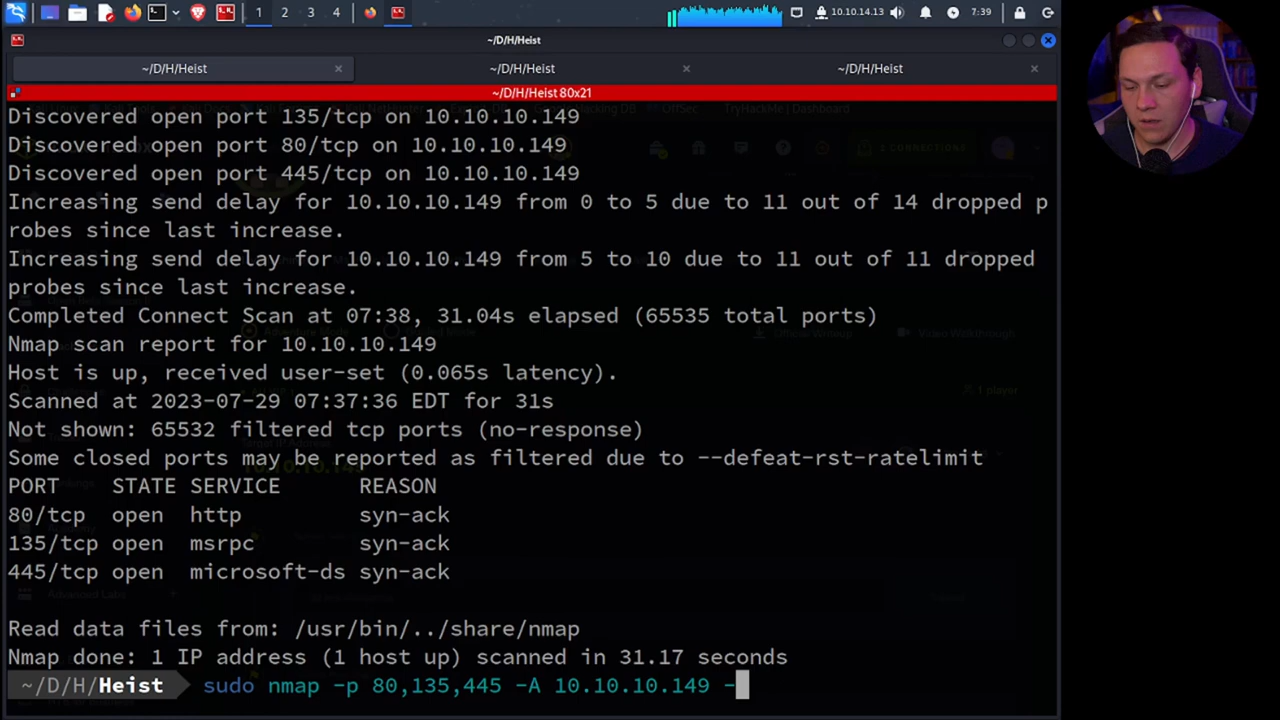 1 2 3 4 10.10.14.13 7:39
~/D/H/Heist
~/D/H/Heist ~/D/H/Heist ~/D/H/Heist
~/D/H/Heist 80x21
Discovered open port 135/tcp on 10.10.10.149
Discovered open port 80/tcp on 10.10.10.149
Discovered open port 445/tcp on 10.10.10.149
Increasing send delay for 10.10.10.149 from 0 to 5 due to 11 out of 14 dropped p
robes since last increase.
Increasing send delay for 10.10.10.149 from 5 to 10 due to 11 out of 11 dropped
probes since last increase.
Completed Connect Scan at 07:38, 31.04s elapsed (65535 total ports)
Nmap scan report for 10.10.10.149
Host is up, received user-set (0.065s latency).
Scanned at 2023-07-29 07:37:36 EDT for 31s
Not shown: 65532 filtered tcp ports (no-response)
Some closed ports may be reported as filtered due to --defeat-rst-ratelimit
PORT STATE SERVICE REASON
80/tcp open http syn-ack
135/tcp open msrpc syn-ack
445/tcp open microsoft-ds syn-ack
Read data files from: /usr/bin/../share/nmap
Nmap done: 1 IP address (1 host up) scanned in 31.17 seconds
~/D/H/Heist sudo nmap -p 80,135,445 -A 10.10.10.149 -